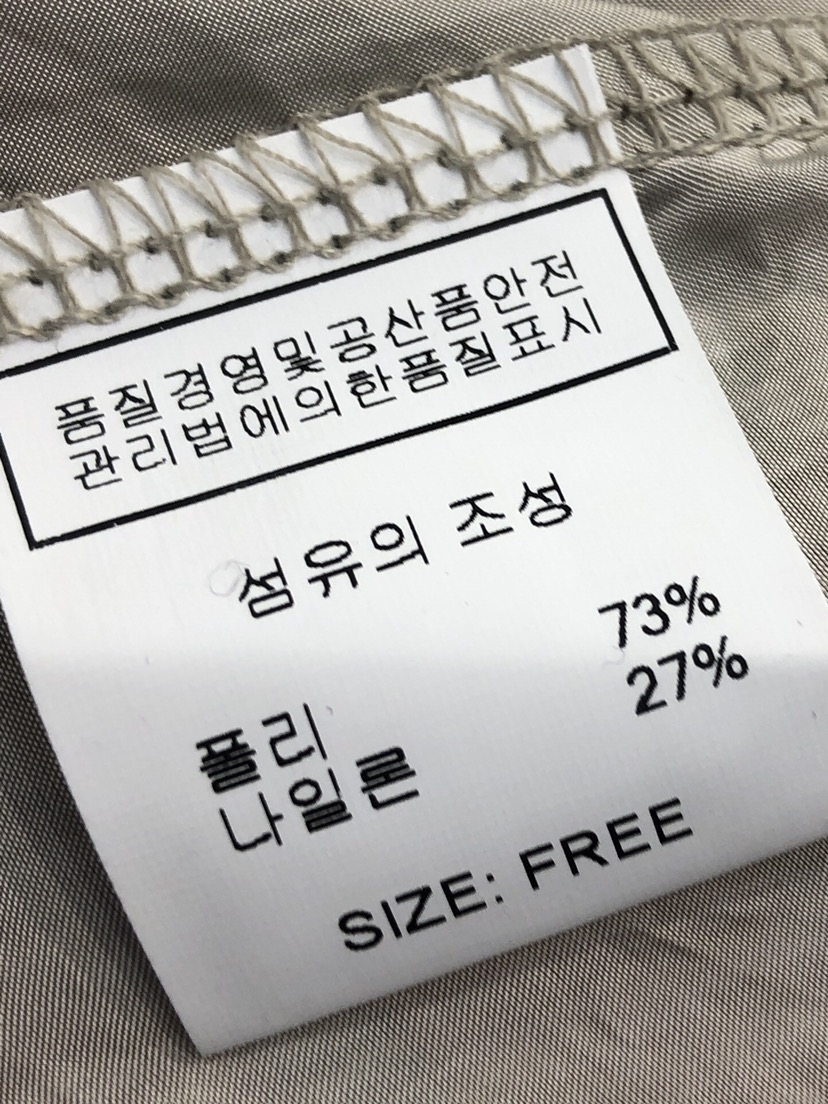 품질경영및공산품안전
관리법에의한품질표시
섬유의 조성
73%
27%
폴리
나일론
SIZE: FREE